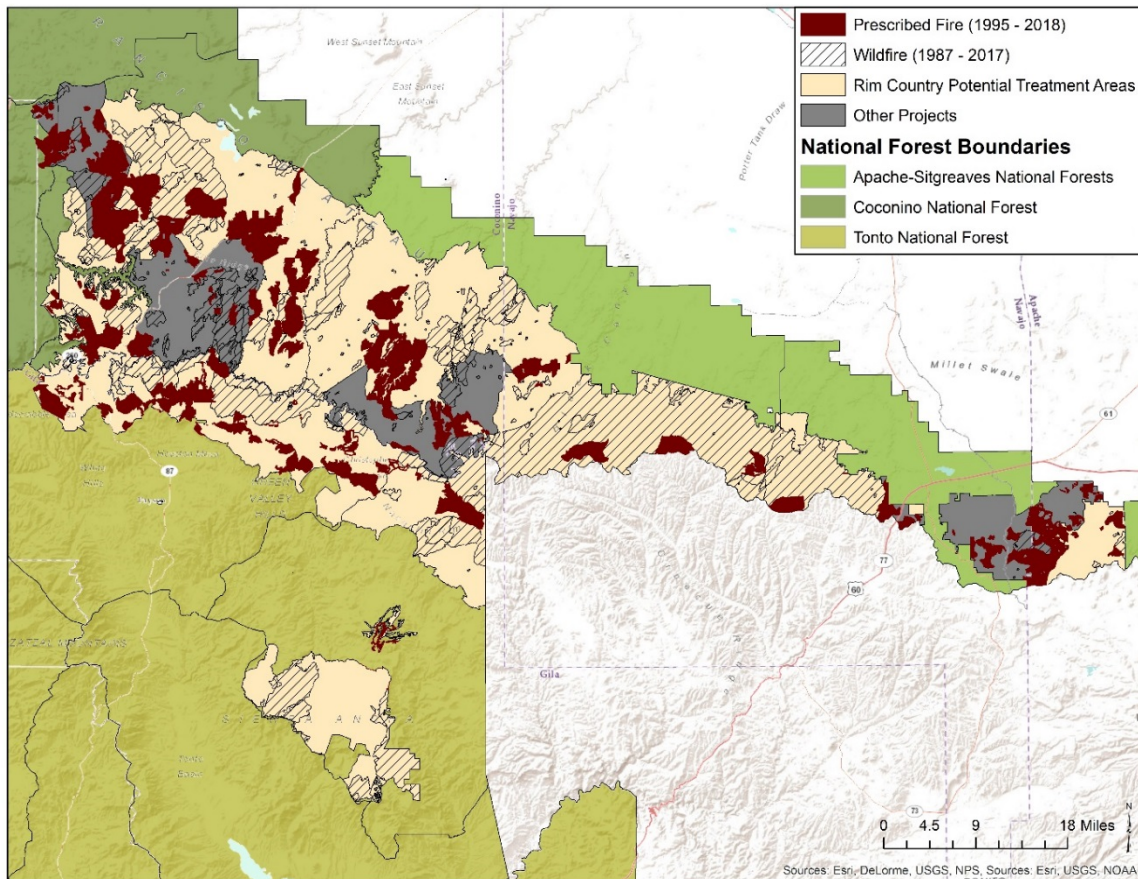 Prescribed Fire (1995 - 2018)
Wildfire (1987 - 2017)
Rim Country Potential Treatment Areas
Other Projects
National Forest Boundaries
Apache-Sitgreaves National Forests
Coconino National Forest
Tonto National Forest
West Sunset Mountain
East Sunset
Mountain
Porter Tank Draw
Coconino
Navajo
Apache
Navajo
Millet Swale
61
260
87
77
60
Gila
Tonto
Basin
73
0 4.5 9 18 Miles
N
Sources: Esri, DeLorme, USGS, NPS, Sources: Esri, USGS, NOAA